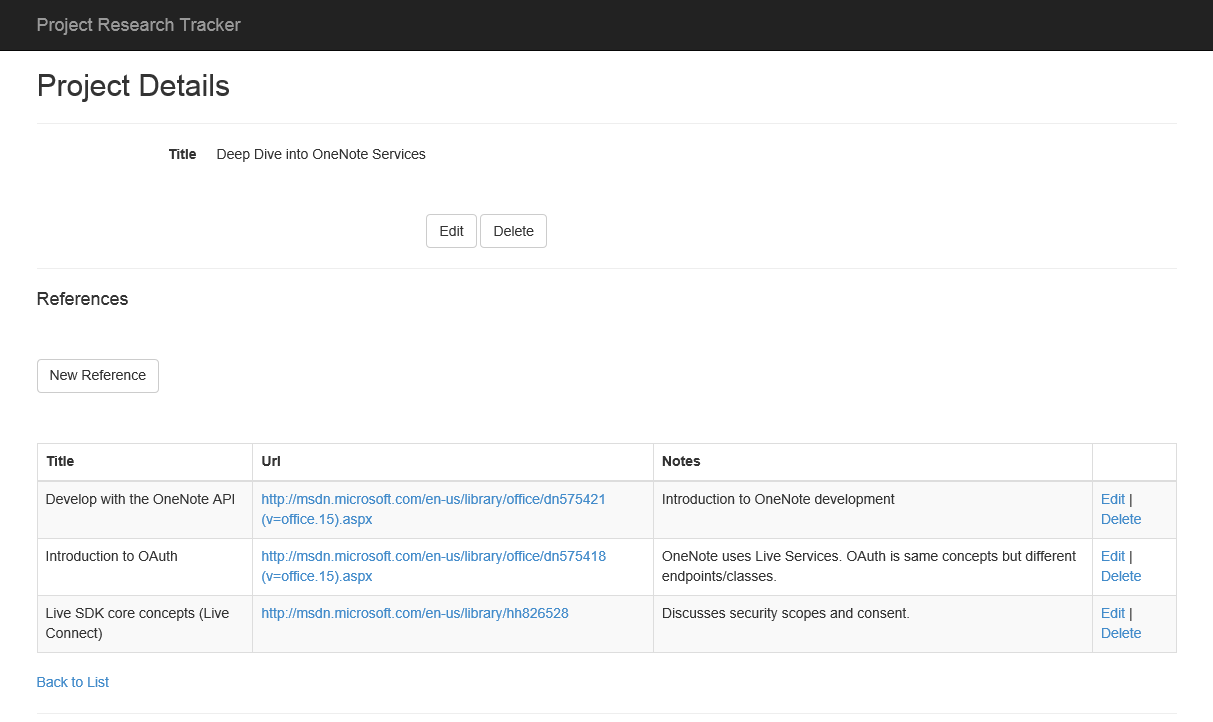 Project Research Tracker
Project Details
Title Deep Dive into OneNote Services
Edit Delete
References
New Reference
Title Url Notes
Develop with the OneNote API http://msdn.microsoft.com/en-us/library/office/dn575421 Introduction to OneNote development Edit |
(v=office.15).aspx Delete
Introduction to OAuth http://msdn.microsoft.com/en-us/library/office/dn575418 OneNote uses Live Services. OAuth is same concepts but different Edit |
(v=office.15).aspx endpoints/classes. Delete
Live SDK core concepts (Live http://msdn.microsoft.com/en-us/library/hh826528 Discusses security scopes and consent. Edit |
Connect) Delete
Back to List